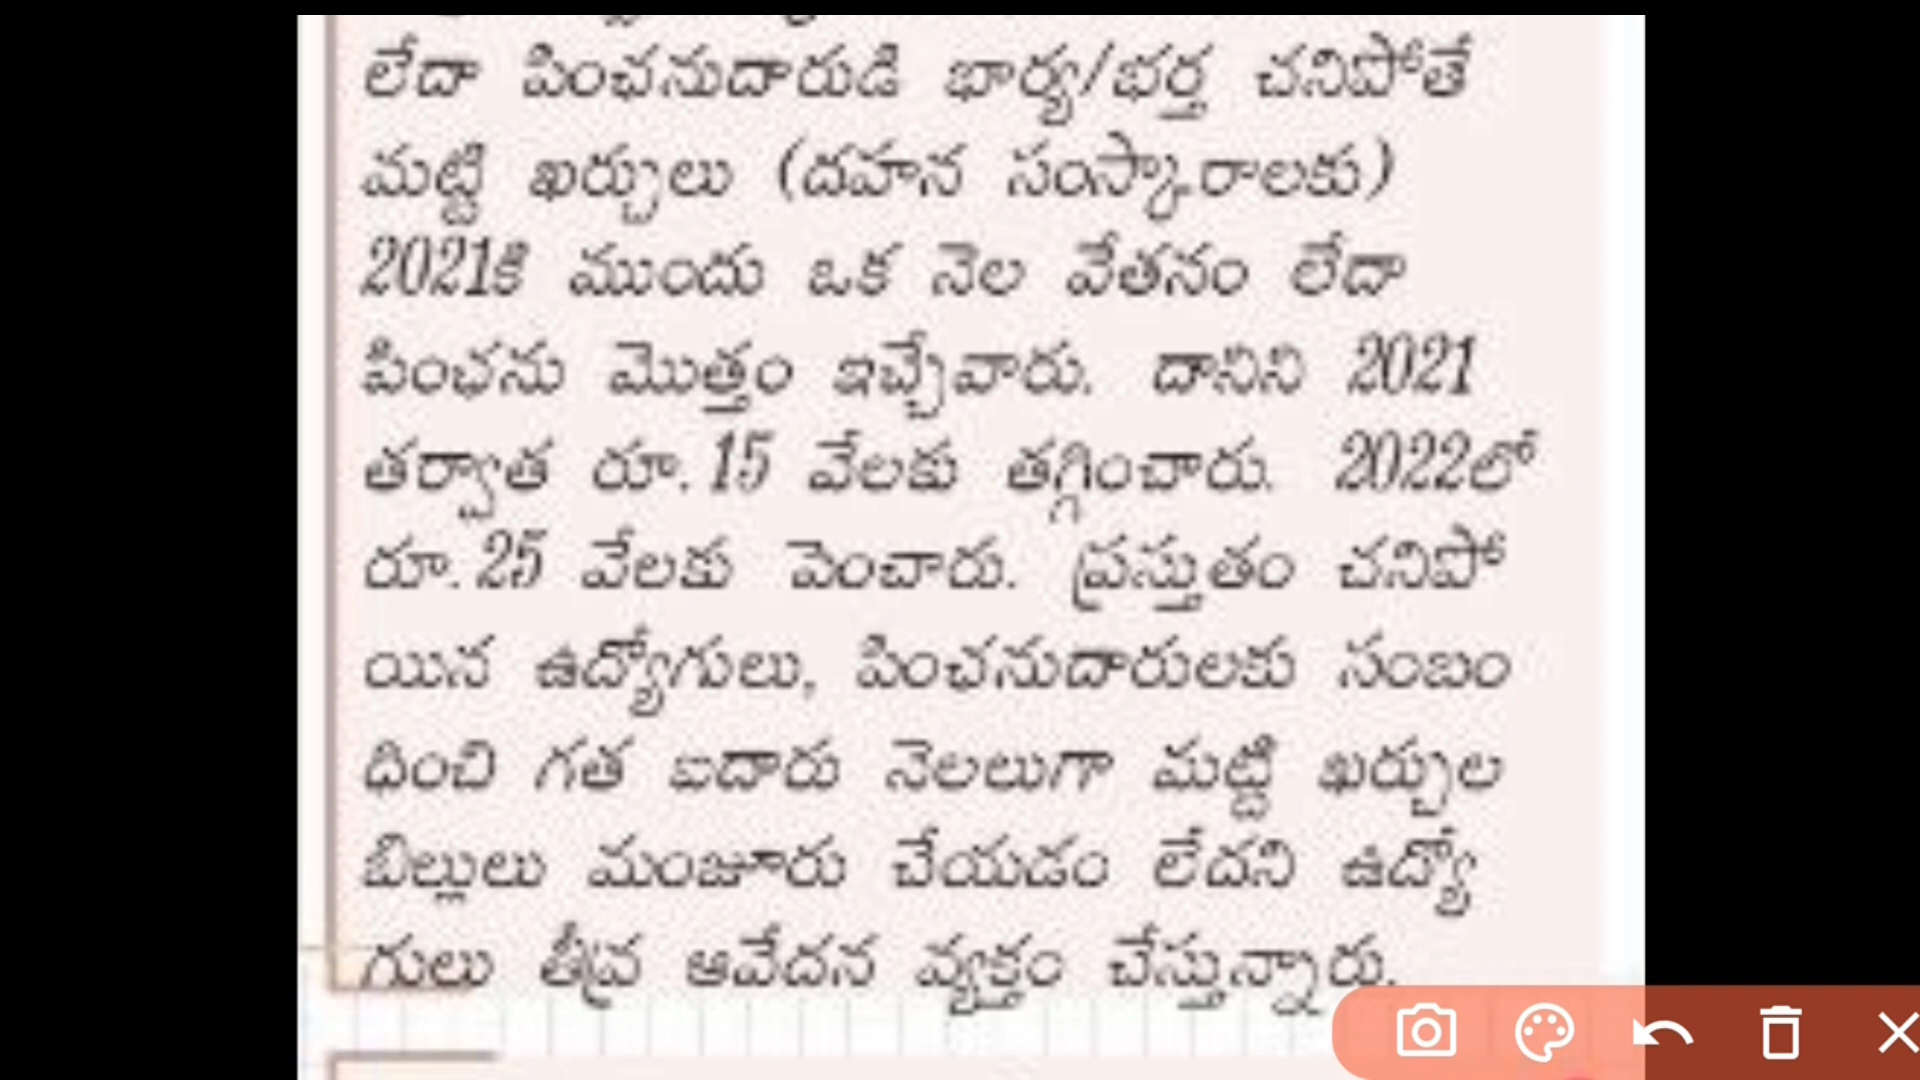 లేదా పింఛనుదారుడి భార్య/భర్త చనిపోతే
మట్టి ఖర్చులు (దహన సంస్కారాలకు)
2021కి ముందు ఒక నెల వేతనం లేదా
పింఛను మొత్తం ఇచ్చేవారు. దానిని 2021
తర్వాత రూ.15 వేలకు తగ్గించారు. 2022లో
రూ.25 వేలకు పెంచారు. ప్రస్తుతం చనిపో
యిన ఉద్యోగులు, పింఛనుదారులకు సంబం
ధించి గత ఐదారు నెలలుగా మట్టి ఖర్చుల
బిల్లులు మంజూరు చేయడం లేదని ఉద్యో
గులు తీవ్ర ఆవేదన వ్యక్తం చేస్తున్నారు.